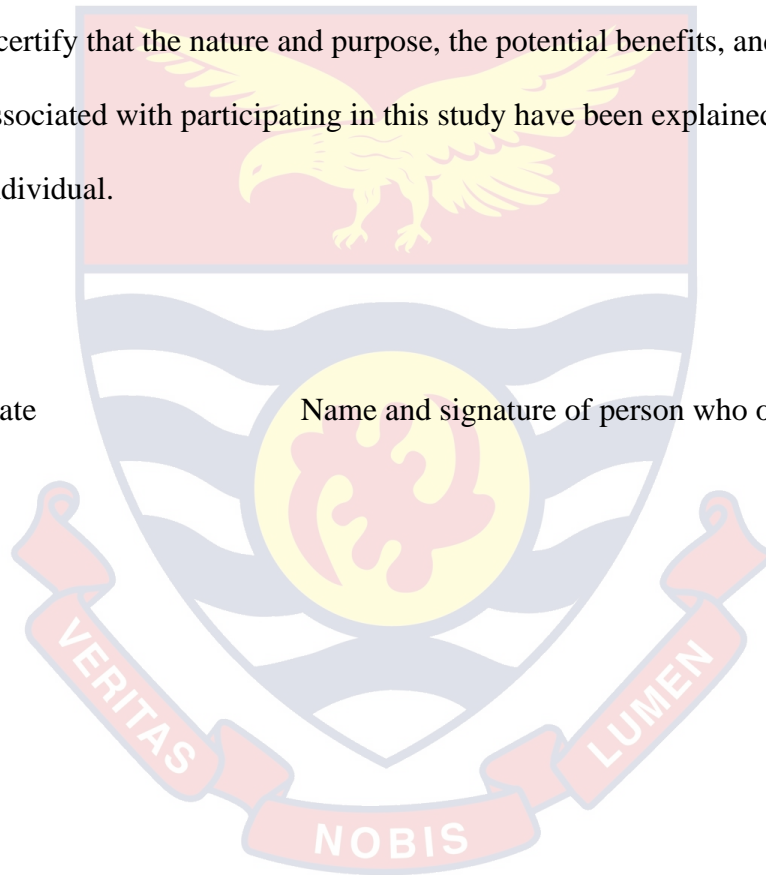 certify that the nature and purpose, the potential benefits, and
ssociated with participating in this study have been explained
dividual.
ate Name and signature of person who o
VERITAS
NOBIS
LUMEN